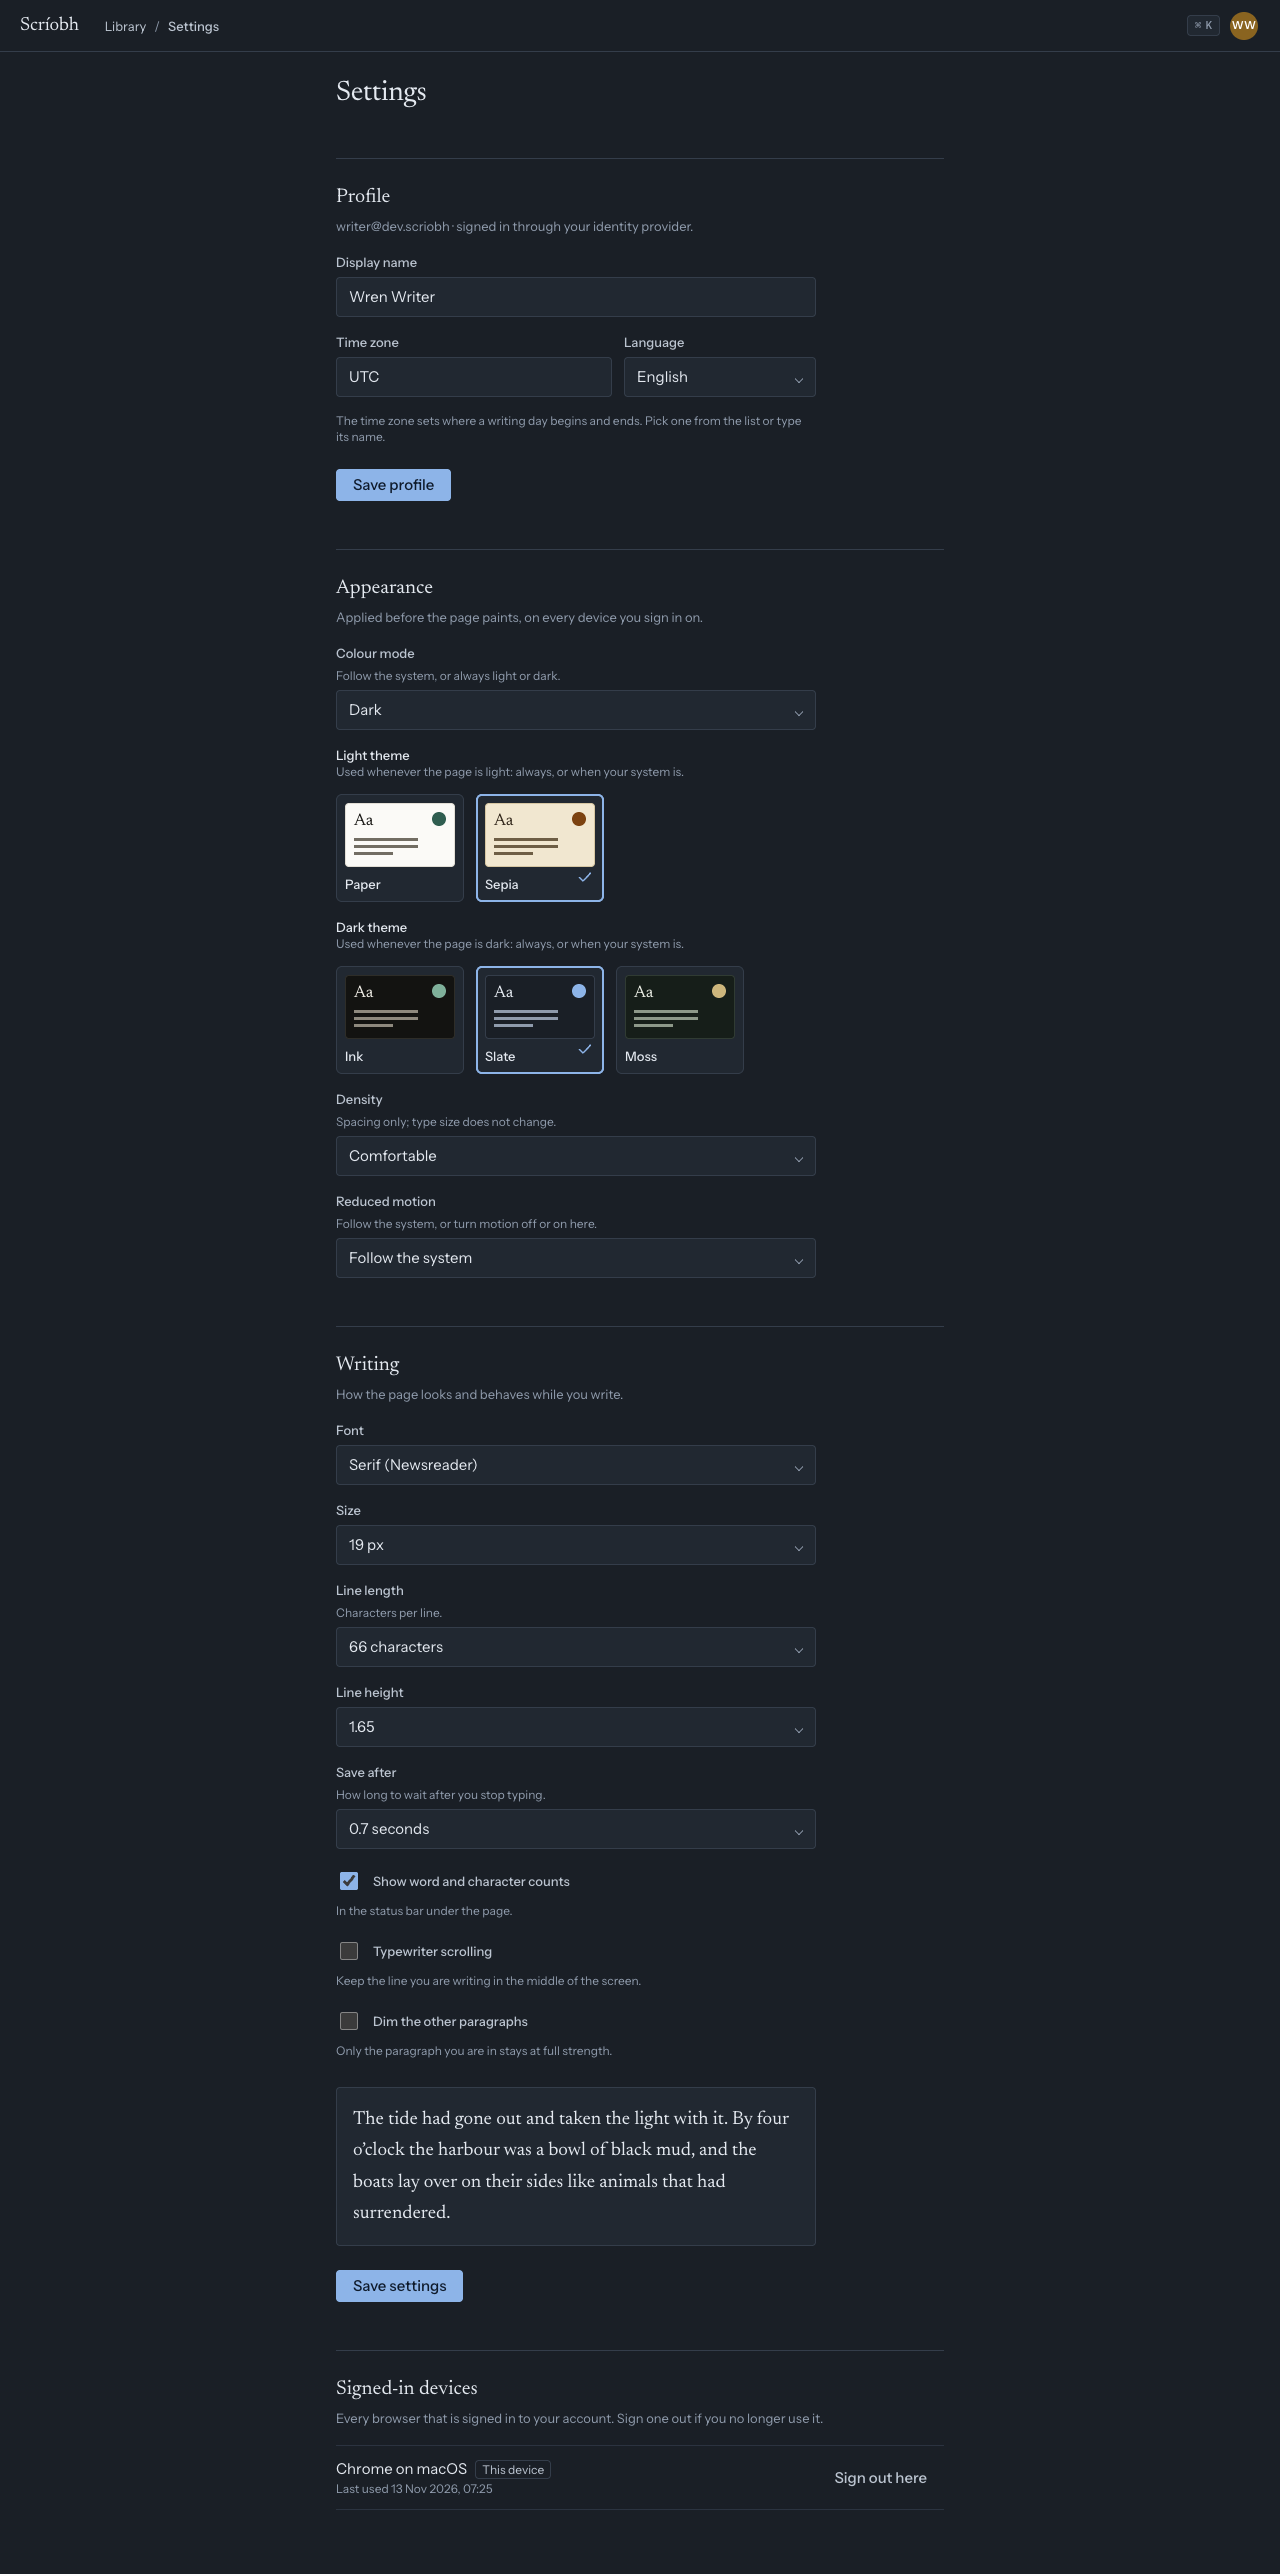 Scríobh Library / Settings ⌘ K WW
Settings
Profile
writer@dev.scriobh · signed in through your identity provider.
Display name
Wren Writer
Time zone Language
UTC English
The time zone sets where a writing day begins and ends. Pick one from the list or type
its name.
Save profile
Appearance
Applied before the page paints, on every device you sign in on.
Colour mode
Follow the system, or always light or dark.
Dark
Light theme
Used whenever the page is light: always, or when your system is.
Aa Aa
Paper Sepia
Dark theme
Used whenever the page is dark: always, or when your system is.
Aa Aa Aa
Ink Slate Moss
Density
Spacing only; type size does not change.
Comfortable
Reduced motion
Follow the system, or turn motion off or on here.
Follow the system
Writing
How the page looks and behaves while you write.
Font
Serif (Newsreader)
Size
19 px
Line length
Characters per line.
66 characters
Line height
1.65
Save after
How long to wait after you stop typing.
0.7 seconds
Show word and character counts
In the status bar under the page.
Typewriter scrolling
Keep the line you are writing in the middle of the screen.
Dim the other paragraphs
Only the paragraph you are in stays at full strength.
The tide had gone out and taken the light with it. By four
o’clock the harbour was a bowl of black mud, and the
boats lay over on their sides like animals that had
surrendered.
Save settings
Signed-in devices
Every browser that is signed in to your account. Sign one out if you no longer use it.
Chrome on macOS This device
Last used 13 Nov 2026, 07:25
Sign out here